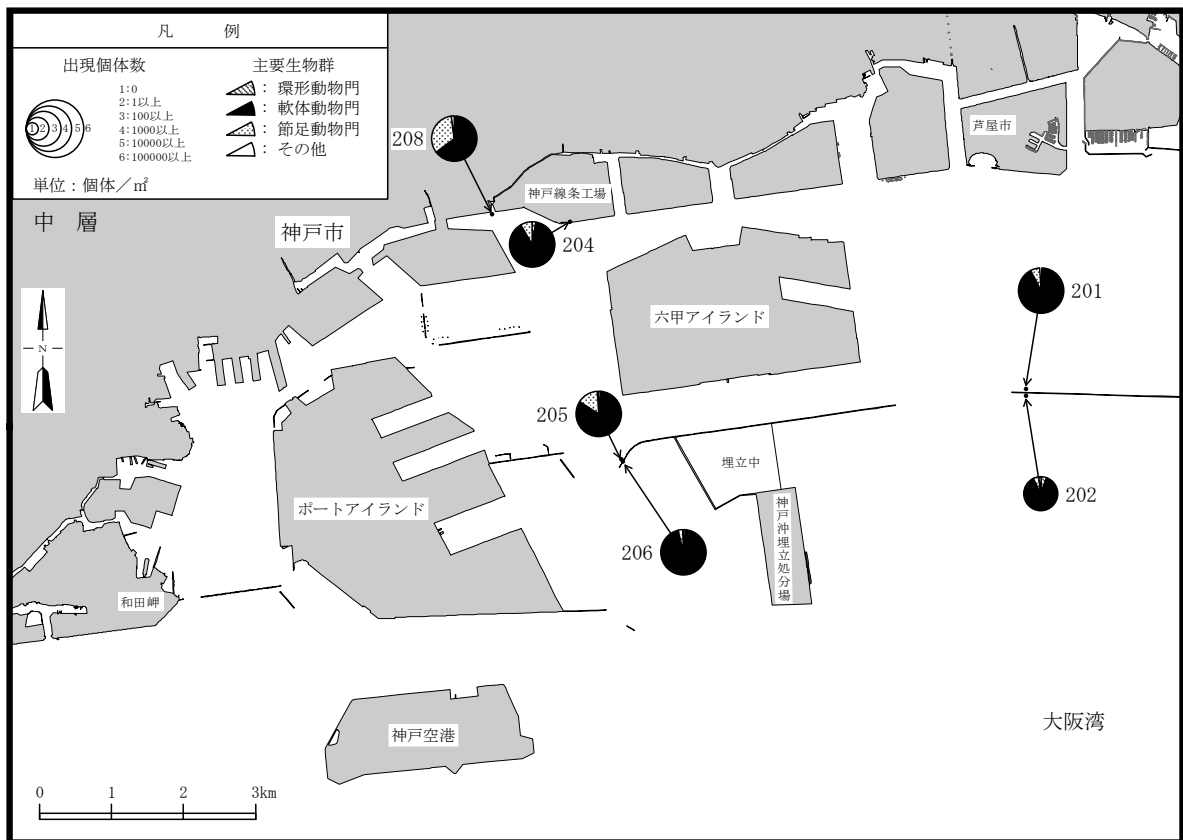 凡 例
出現個体数
1:0
2:1以上
3:100以上
4:1000以上
5:10000以上
6:100000以上
1 2 3 4 5 6
単位：個体／㎡
主要生物群
：環形動物門
：軟体動物門
：節足動物門
：その他
中 層
神戸市
208
神戸線条工場
204
芦屋市
六甲アイランド
201
N
205
埋立中
202
ポートアイランド
206
神戸沖埋立処分場
和田岬
大阪湾
神戸空港
0 1 2 3km